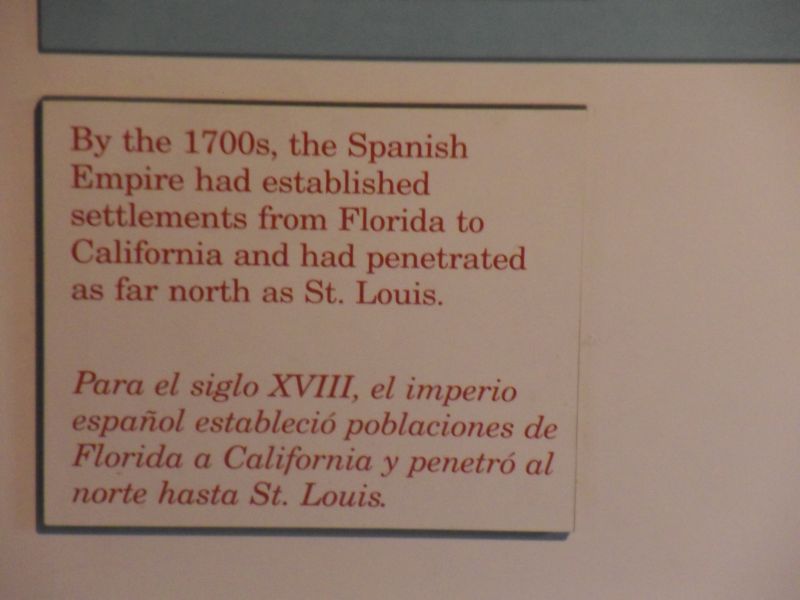 By the 1700s, the Spanish
Empire had established
settlements from Florida to
California and had penetrated
as far north as St. Louis.
Para el siglo XVIII, el imperio
español estableció poblaciones de
Florida a California y penetró al
norte hasta St. Louis.